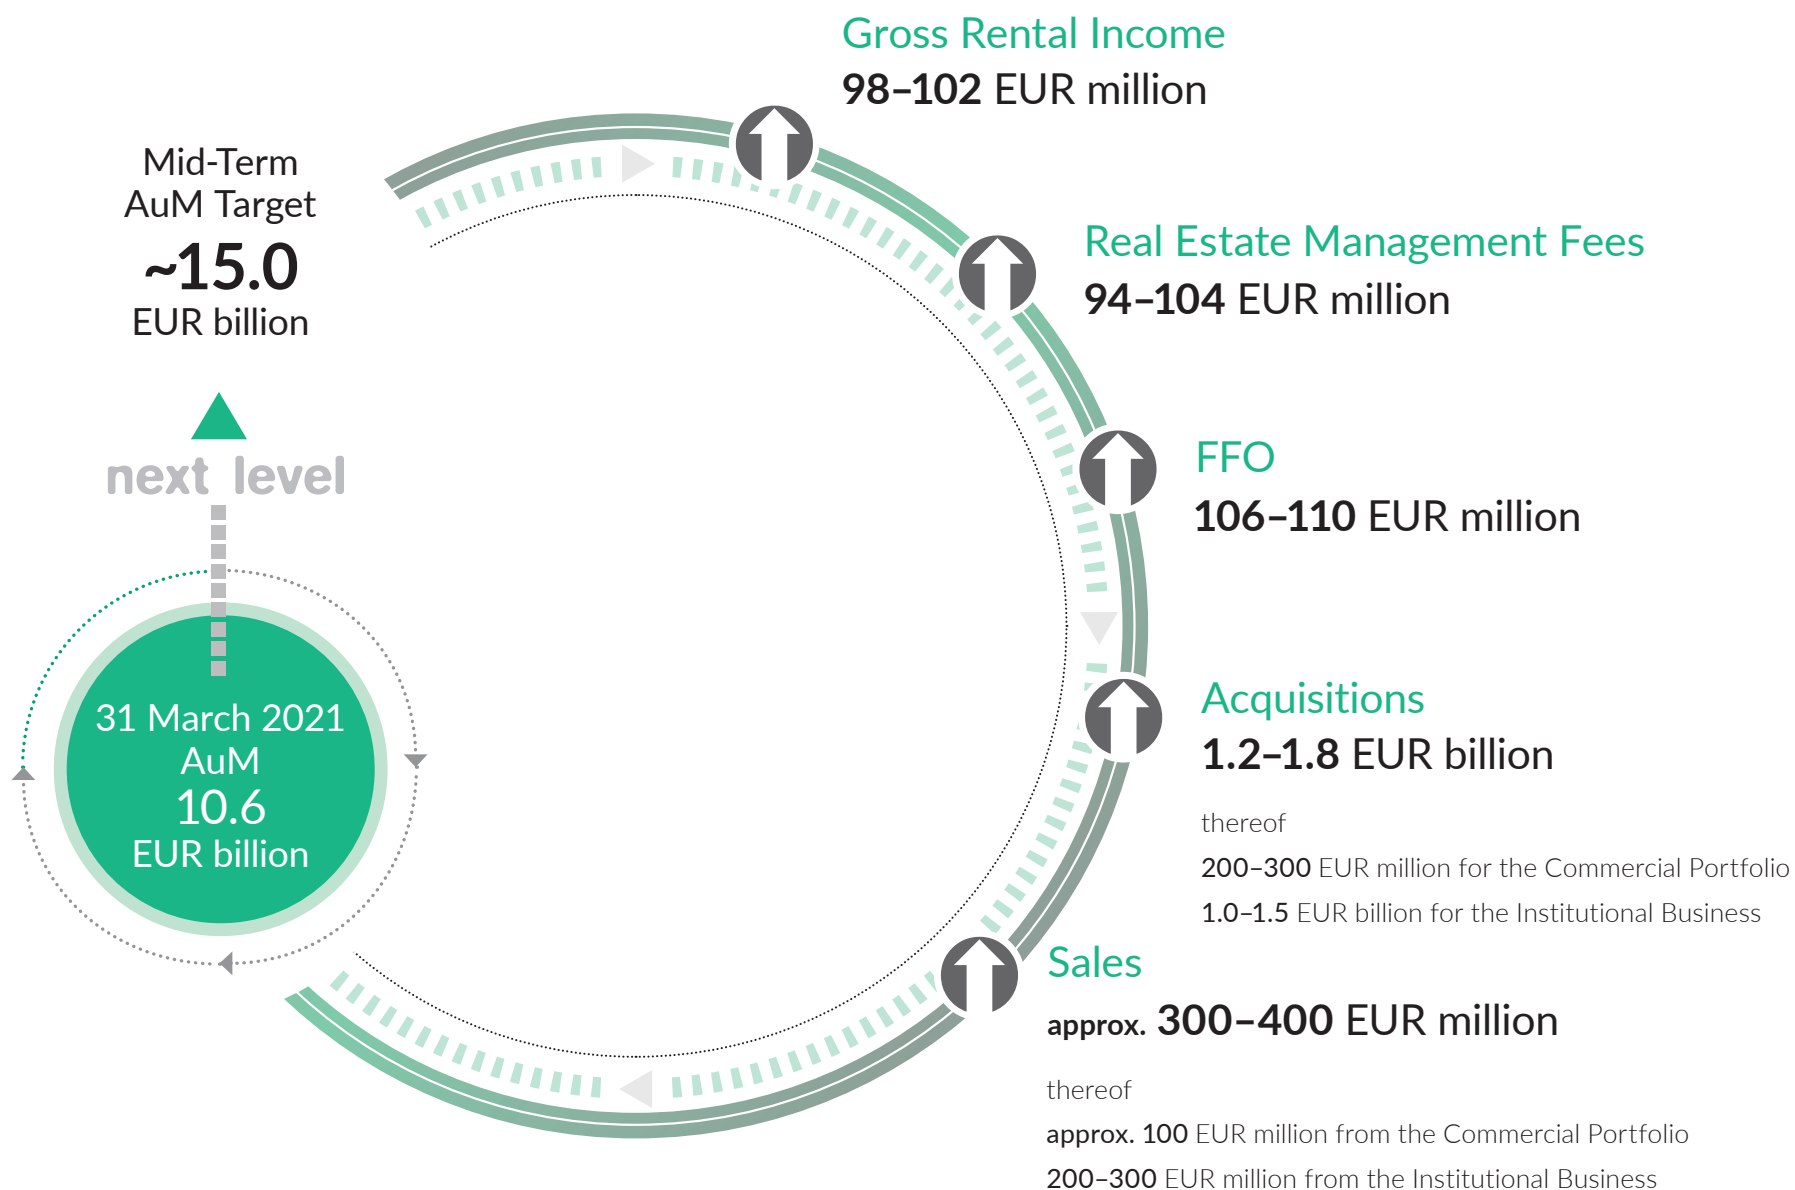 Gross Rental Income
98–102 EUR million
Mid-Term
AuM Target
~15.0
EUR billion
Real Estate Management Fees
94–104 EUR million
next level
FFO
106–110 EUR million
31 March 2021
AuM
10.6
EUR billion
Acquisitions
1.2–1.8 EUR billion
thereof
200–300 EUR million for the Commercial Portfolio
1.0–1.5 EUR billion for the Institutional Business
Sales
approx. 300–400 EUR million
thereof
approx. 100 EUR million from the Commercial Portfolio
200–300 EUR million from the Institutional Business